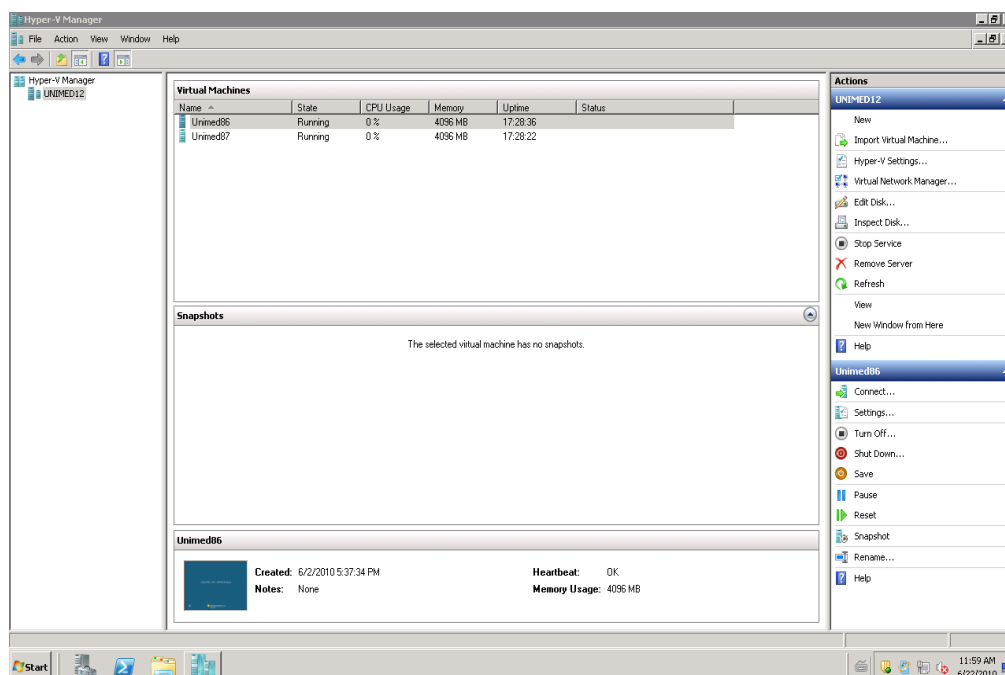 Hyper-V Manager
File Action View Window Help
Hyper-V Manager
UNIMED12
Virtual Machines
Name State CPU Usage Memory Uptime Status
Unimed86 Running 0 % 4096 MB 17:28:36
Unimed87 Running 0 % 4096 MB 17:28:22
Snapshots
The selected virtual machine has no snapshots.
Unimed86
Created: 6/2/2010 5:37:34 PM
Notes: None
Heartbeat: OK
Memory Usage: 4096 MB
Actions
UNIMED12
New
Import Virtual Machine...
Hyper-V Settings...
Virtual Network Manager...
Edit Disk...
Inspect Disk...
Stop Service
Remove Server
Refresh
View
New Window from Here
Help
Unimed86
Connect...
Settings...
Turn Off...
Shut Down...
Save
Pause
Reset
Snapshot
Rename...
Help
Start
11:59 AM
6/22/2010